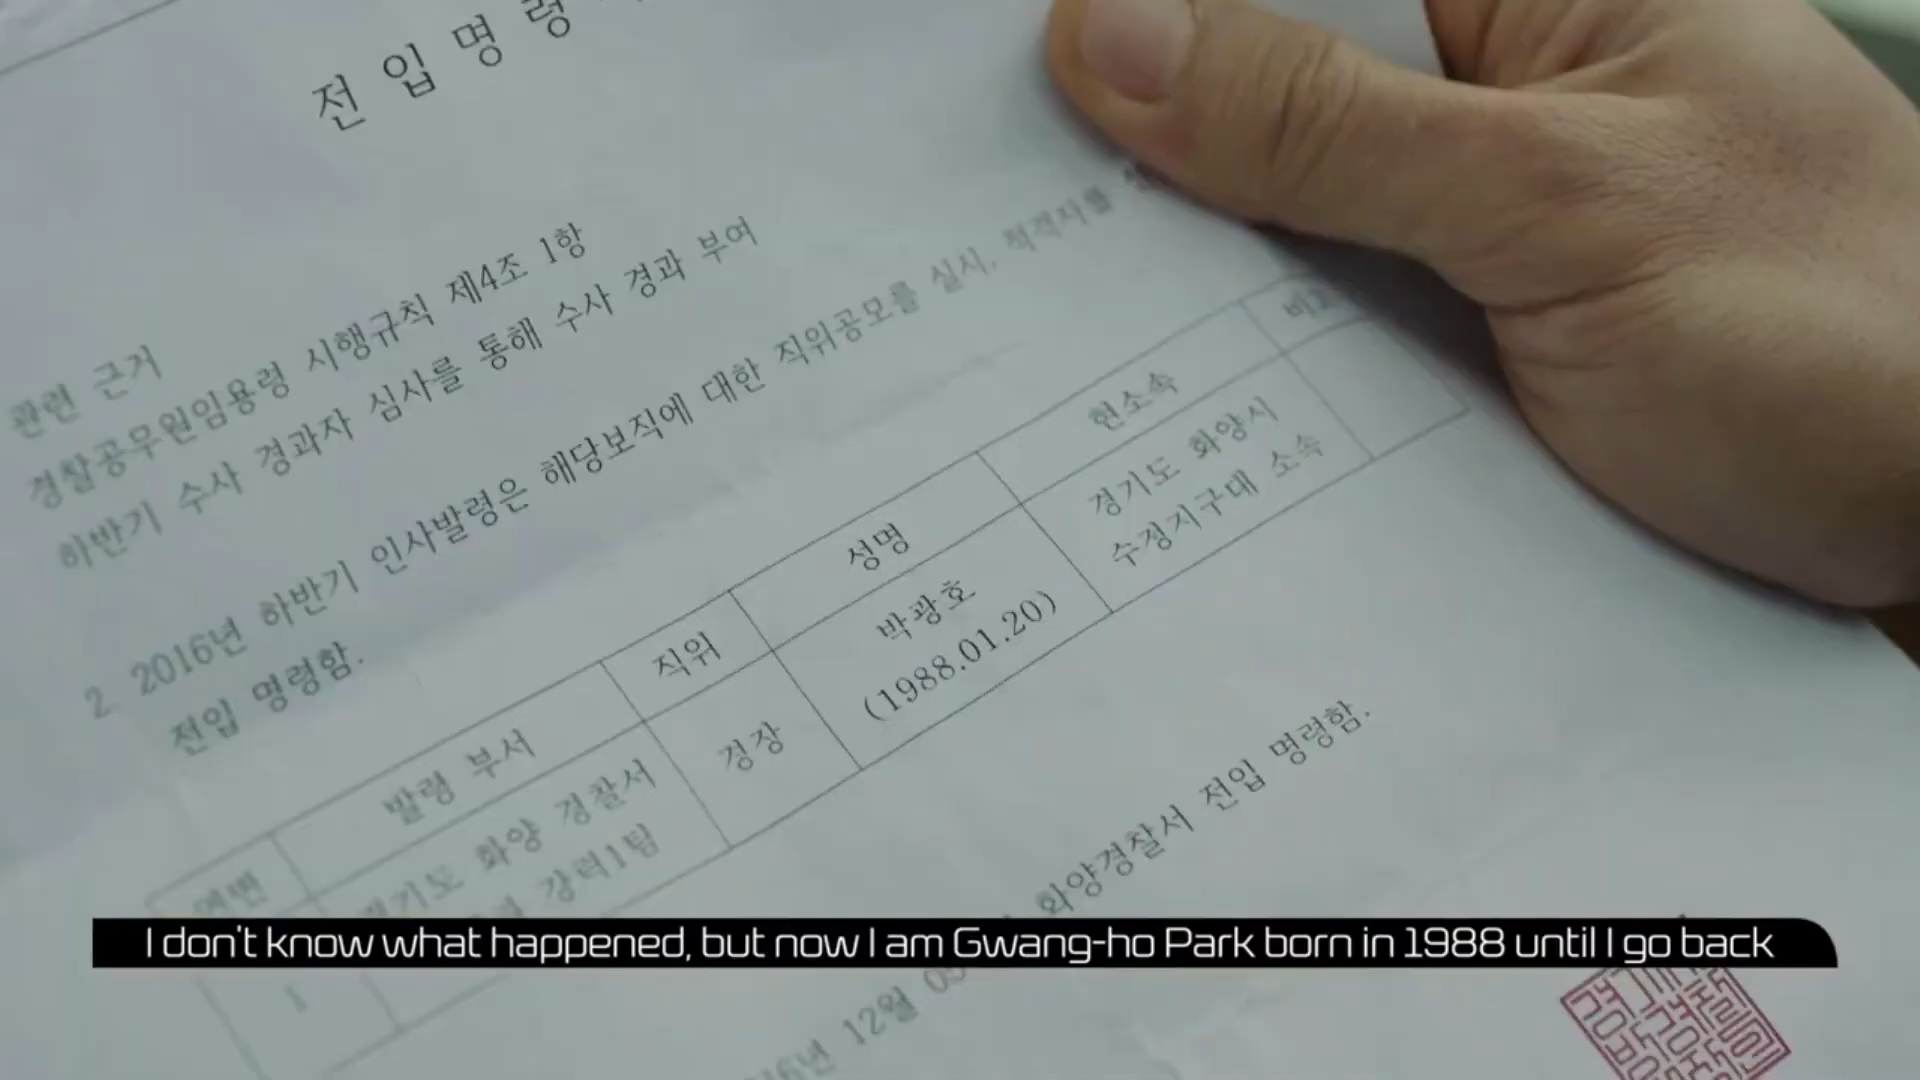 전 입 명 령
관련 근거
경찰공무원임용령 시행규칙 제4조 1항
하반기 수사 경과자 심사를 통해 수사 경과 부여
2. 2016년 하반기 인사발령은 해당보직에 대한 직위공모를 실시, 적격자를
전입 명령함.
연번 발령 부서 직위 성명 현소속 비고
1 경기도 화양 경찰서 강력1팀 경장 박광호 (1988.01.20) 경기도 화양시 수정지구대 소속
화양경찰서 전입 명령함.
12월
I don't know what happened, but now I am Gwang-ho Park born in 1988 until I go back